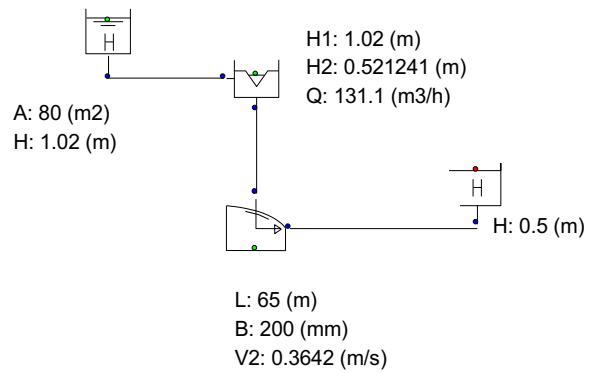 H
H1: 1.02 (m)
H2: 0.521241 (m)
Q: 131.1 (m3/h)
A: 80 (m2)
H: 1.02 (m)
H
H: 0.5 (m)
L: 65 (m)
B: 200 (mm)
V2: 0.3642 (m/s)